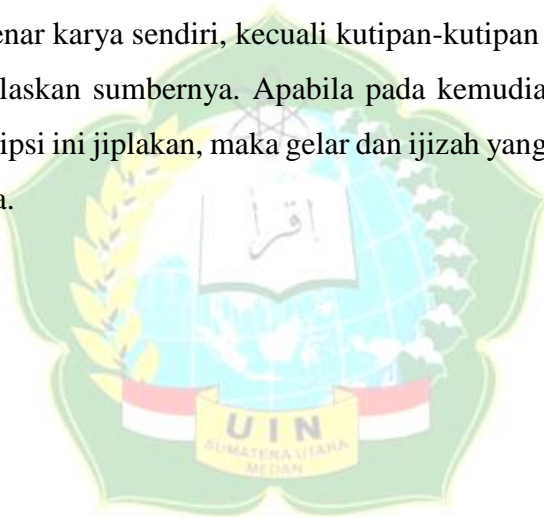 enar karya sendiri, kecuali kutipan-kutipan
laskan sumbernya. Apabila pada kemudia
ipsi ini jiplakan, maka gelar dan ijizah yang
a.
اقرأ
UIN
SUMATERA UTARA
MEDAN